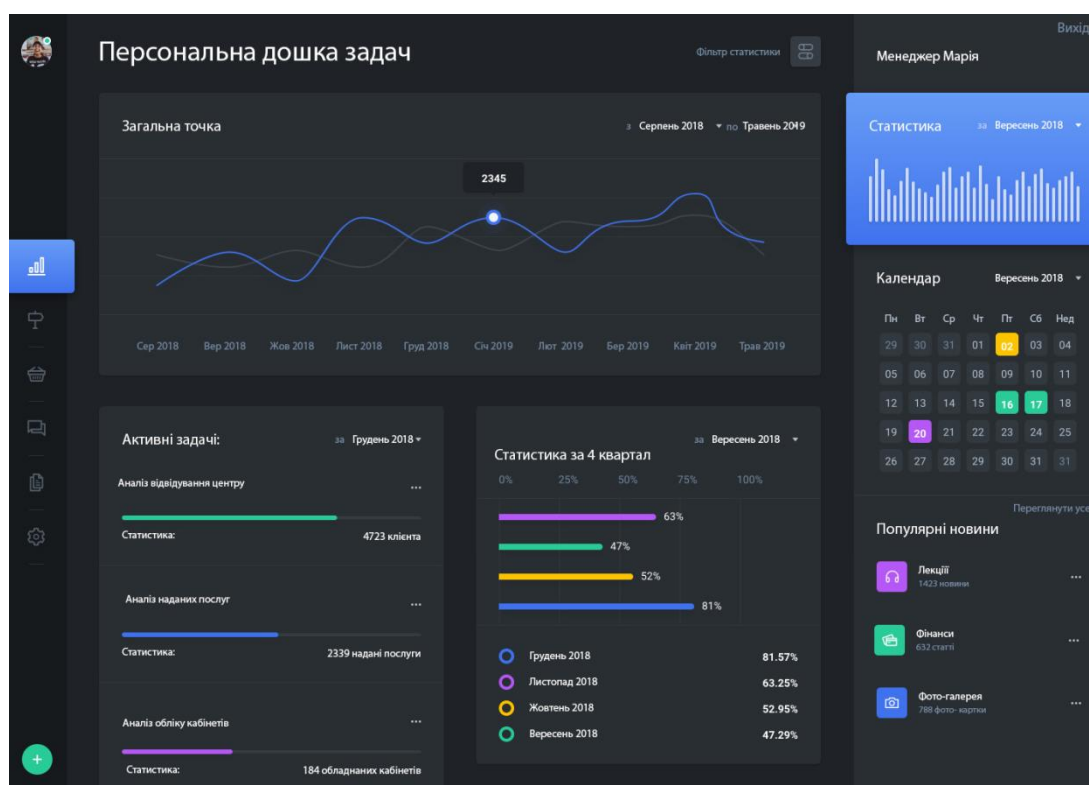 Вихід
Персональна дошка задач
Фільтр статистики
Менеджер Марія
Загальна точка
з Серпень 2018 по Травень 2019
2345
Сер 2018 Вер 2018 Жов 2018 Лист 2018 Груд 2018 Січ 2019 Лют 2019 Бер 2019 Квіт 2019 Трав 2019
Статистика за Вересень 2018
Календар Вересень 2018
Пн Вт Ср Чт Пт Сб Нед
29 30 31 01 02 03 04
05 06 07 08 09 10 11
12 13 14 15 16 17 18
19 20 21 22 23 24 25
26 27 28 29 30 31 31
Активні задачі: за Грудень 2018
Аналіз відвідування центру ...
Статистика: 4723 клієнта
Аналіз наданих послуг ...
Статистика: 2339 надані послуги
Аналіз обліку кабінетів ...
Статистика: 184 обладнаних кабінетів
за Вересень 2018
Статистика за 4 квартал
0% 25% 50% 75% 100%
63%
47%
52%
81%
Грудень 2018 81.57%
Листопад 2018 63.25%
Жовтень 2018 52.95%
Вересень 2018 47.29%
Переглянути усе
Популярні новини
Лекціїї ...
1423 новини
Фінанси ...
632 статті
Фото-галерея ...
788 фото- картки